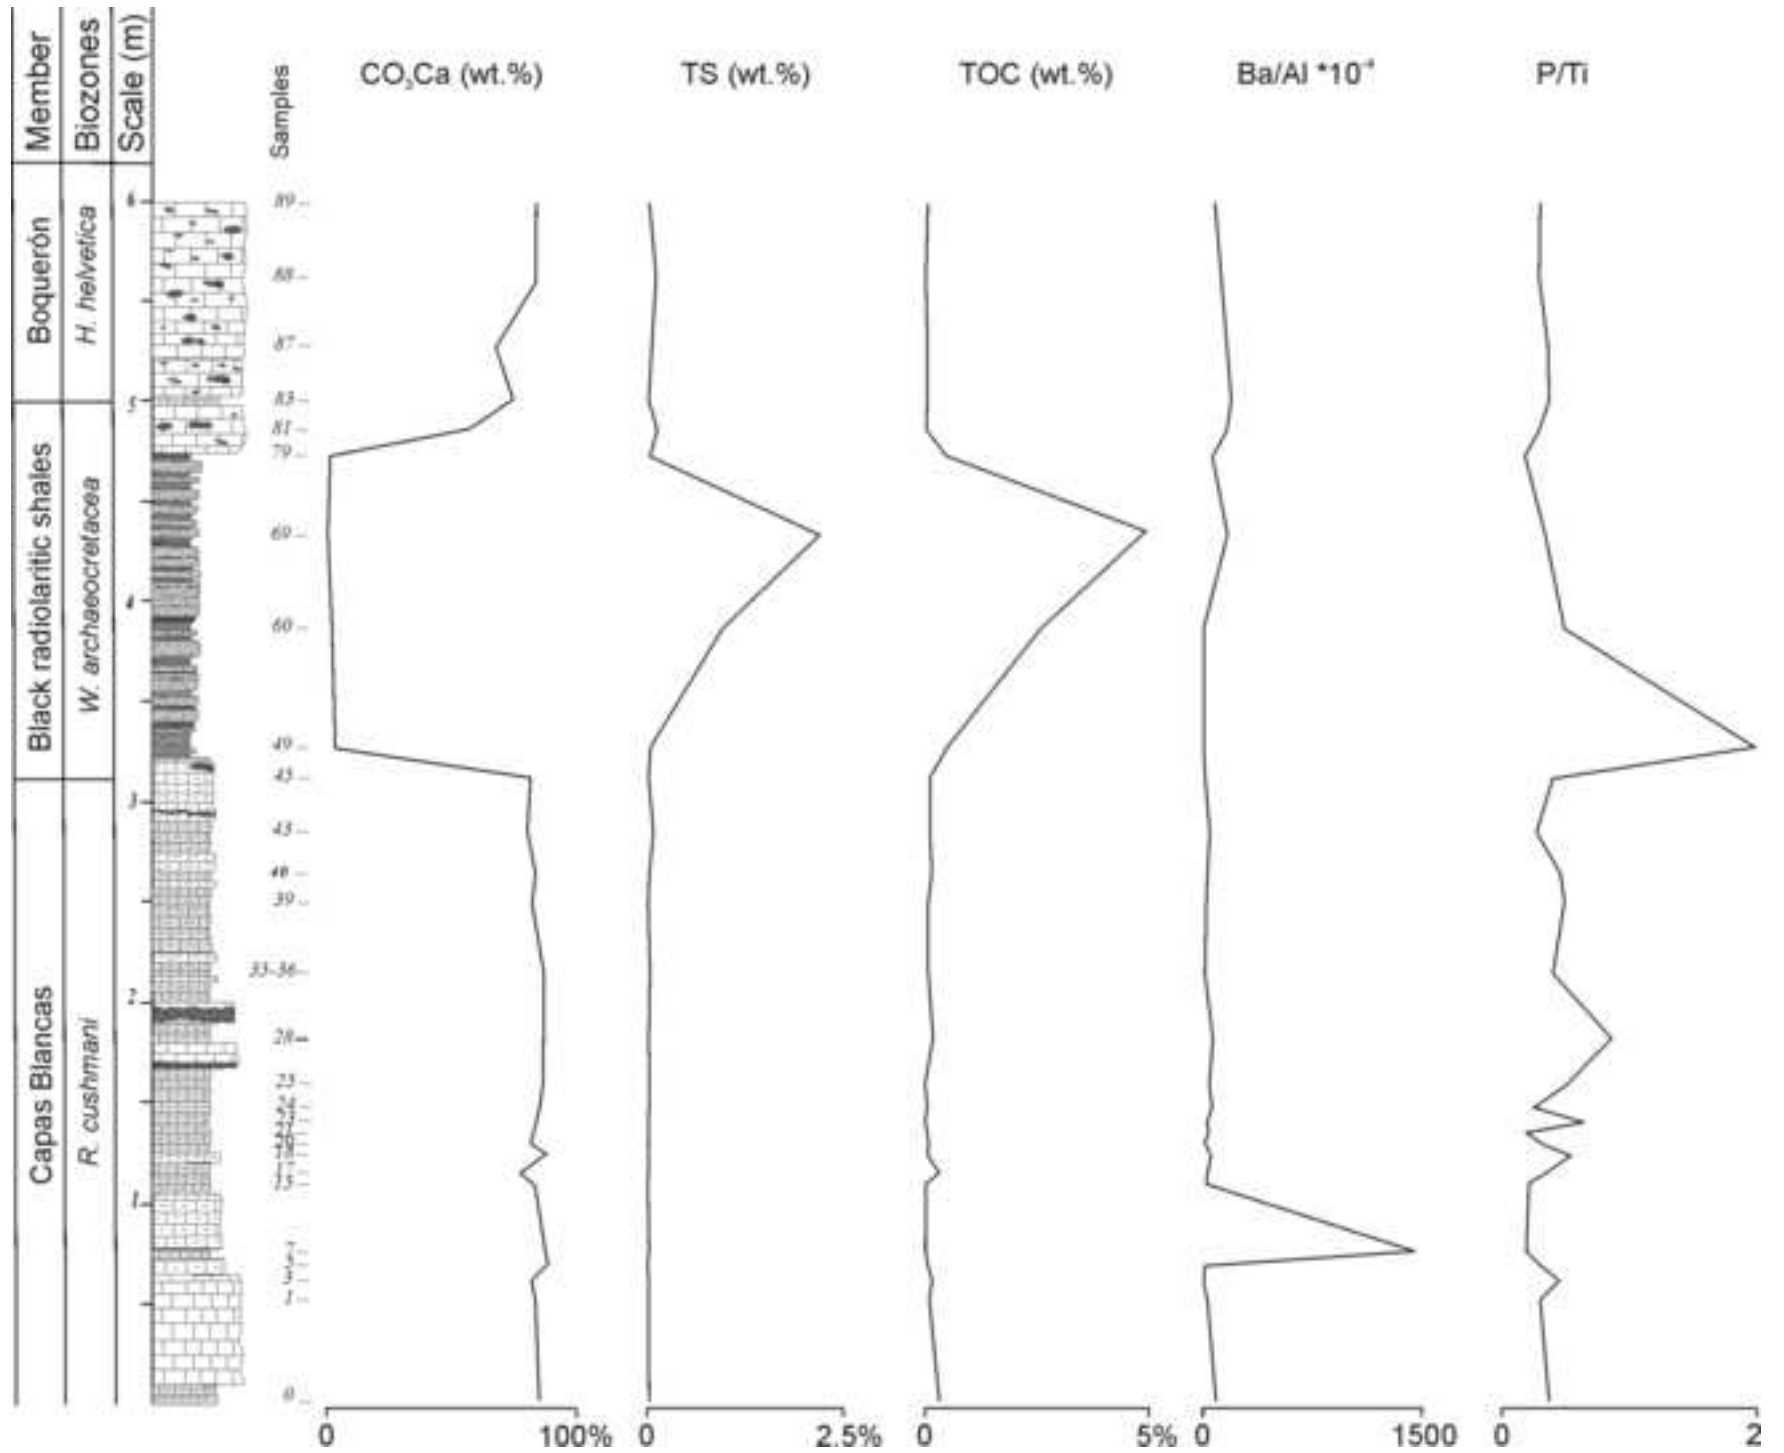 Member
Biozones
Scale (m)
Samples
CO₃Ca (wt.%)
TS (wt.%)
TOC (wt.%)
Ba/Al *10⁻⁴
P/Ti
Boquerón
Black radiolaritic shales
Capas Blancas
H. helvetica
W. archaeocretacea
R. cushmani
6
5
4
3
2
1
89
88
87
83
81
79
69
60
49
45
43
40
39
35-36
28
25
24
20
15
1
0
0 100%
0 2.5%
0 5%
0 1500
0 2